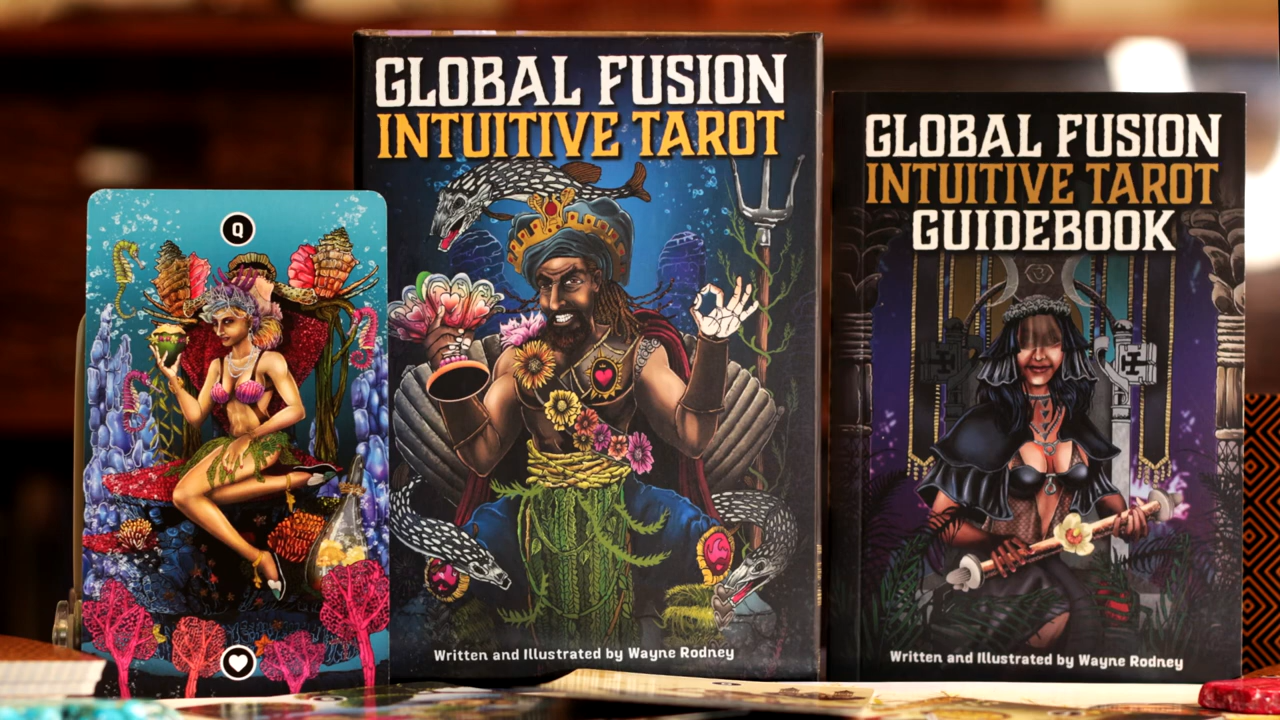 Q
GLOBAL FUSION
INTUITIVE TAROT
Written and Illustrated by Wayne Rodney
GLOBAL FUSION
INTUITIVE TAROT
GUIDEBOOK
Written and Illustrated by Wayne Rodney